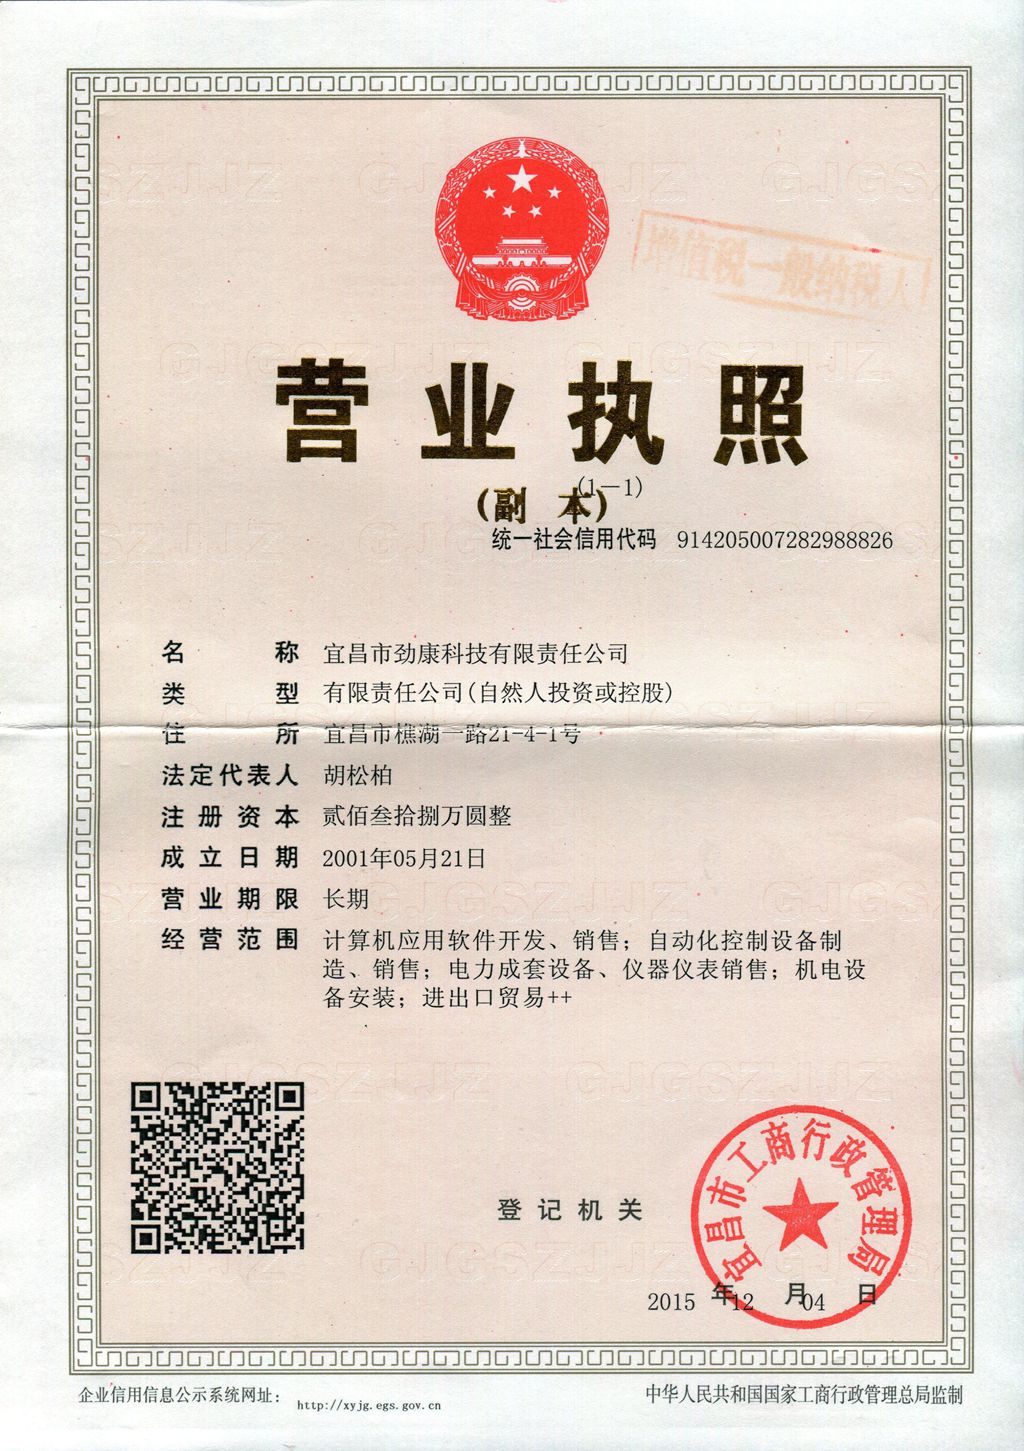 增值税一般纳税人
营业执照
(副 本)
(1-1)
统一社会信用代码 914205007282988826
名称 宜昌市劲康科技有限责任公司
类型 有限责任公司(自然人投资或控股)
住所 宜昌市樵湖一路21-4-1号
法定代表人 胡松柏
注册资本 贰佰叁拾捌万圆整
成立日期 2001年05月21日
营业期限 长期
经营范围 计算机应用软件开发、销售；自动化控制设备制
造、销售；电力成套设备、仪器仪表销售；机电设
备安装；进出口贸易++
宜昌市工商行政管理局
登记机关
2015 年12 月04 日
企业信用信息公示系统网址： http://xyjg.egs.gov.cn
中华人民共和国国家工商行政管理总局监制